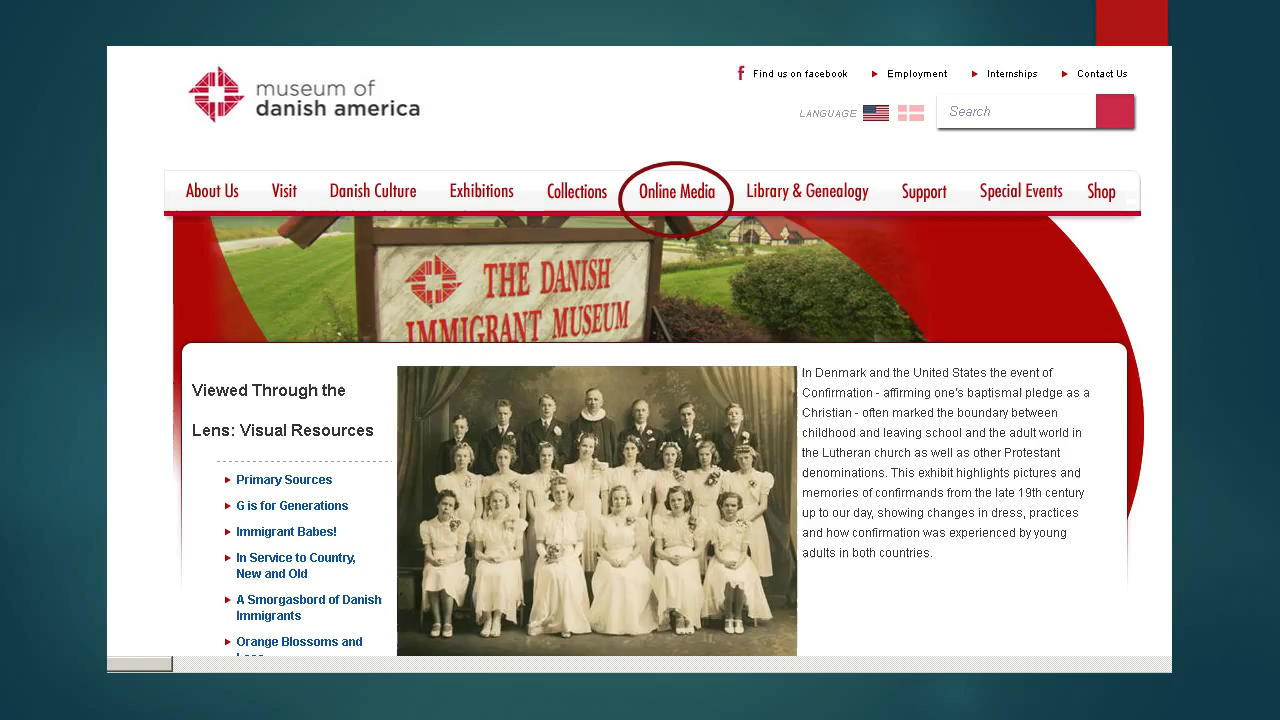 museum of
danish america
Find us on facebook
Employment
Internships
Contact Us
LANGUAGE
Search
About Us
Visit
Danish Culture
Exhibitions
Collections
Online Media
Library & Genealogy
Support
Special Events
Shop
THE DANISH
IMMIGRANT MUSEUM
Viewed Through the
Lens: Visual Resources
Primary Sources
G is for Generations
Immigrant Babes!
In Service to Country,
New and Old
A Smorgasbord of Danish
Immigrants
Orange Blossoms and
In Denmark and the United States the event of
Confirmation - affirming one's baptismal pledge as a
Christian - often marked the boundary between
childhood and leaving school and the adult world in
the Lutheran church as well as other Protestant
denominations. This exhibit highlights pictures and
memories of confirmands from the late 19th century
up to our day, showing changes in dress, practices
and how confirmation was experienced by young
adults in both countries.